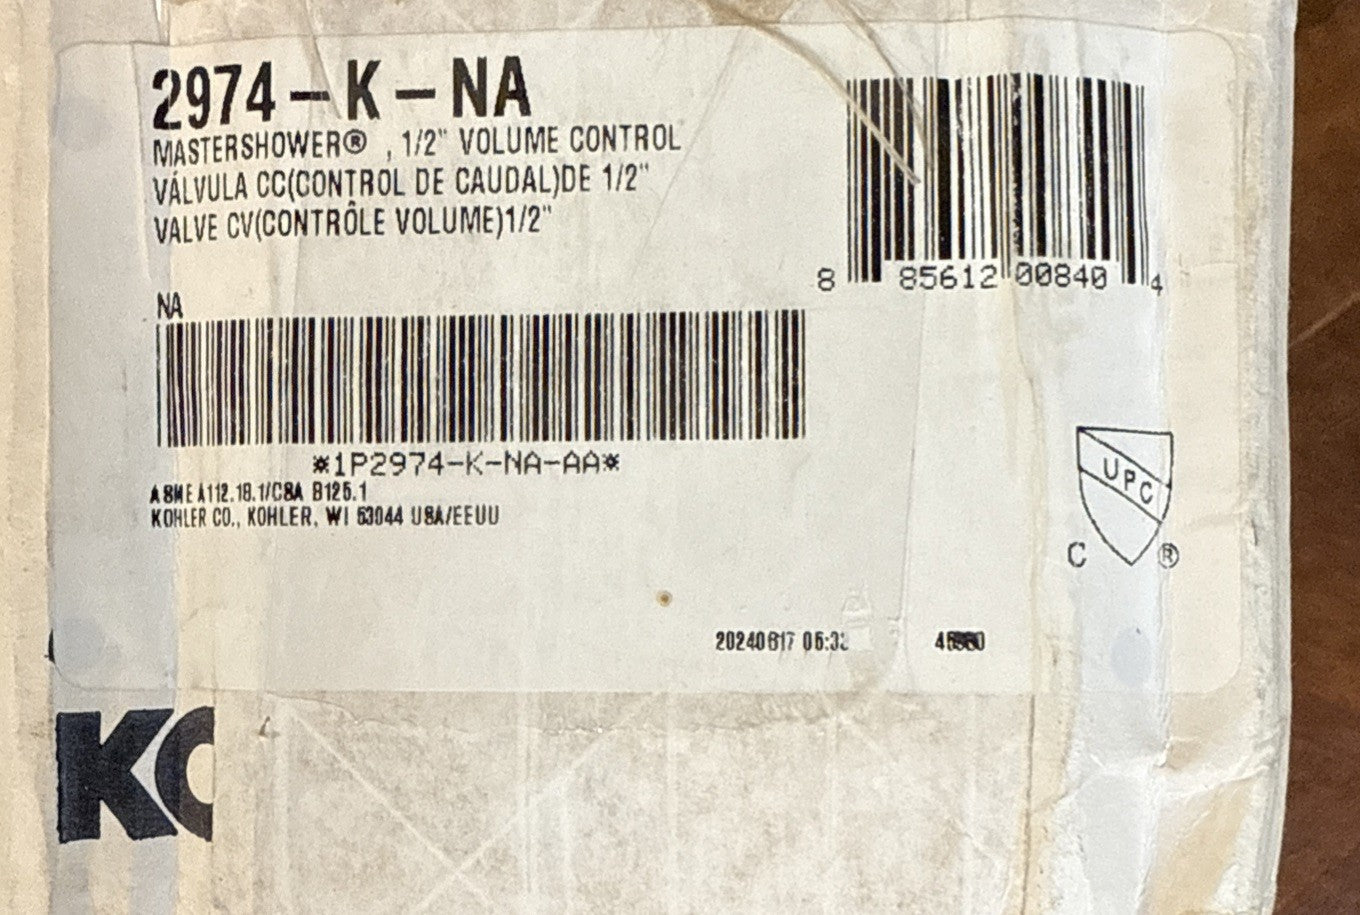 2974-K-NA
MASTERSHOWER® , 1/2" VOLUME CONTROL
VÁLVULA CC(CONTROL DE CAUDAL)DE 1/2"
VALVE CV(CONTRÔLE VOLUME)1/2"
8 85612 00840 4
NA
*1P2974-K-NA-AA*
ASME A112.18.1/CSA B125.1
KOHLER CO., KOHLER, WI 53044 USA/EEUU
UPC
C ®
20240617
KO